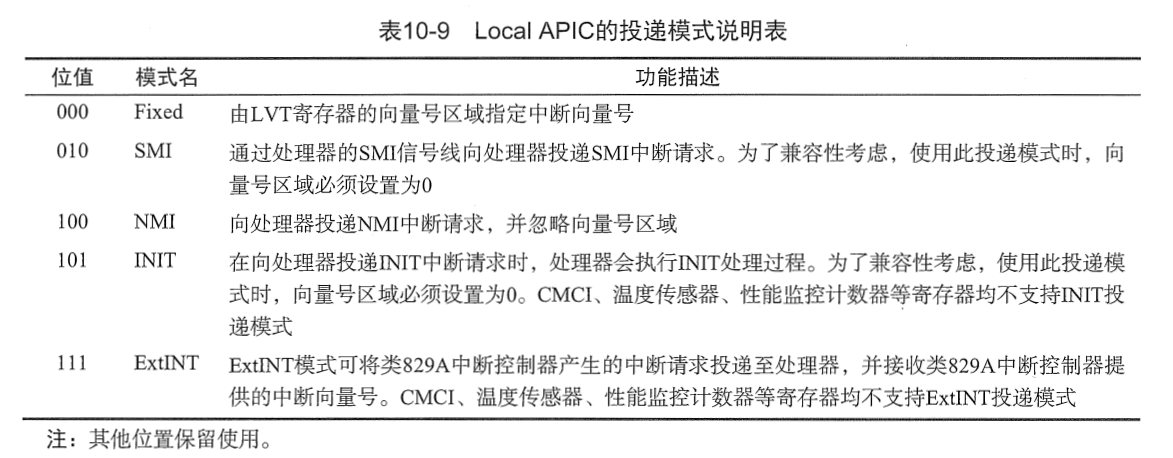 表10-9 Local APIC的投递模式说明表
位值 模式名 功能描述
000 Fixed 由LVT寄存器的向量号区域指定中断向量号
010 SMI 通过处理器的SMI信号线向处理器投递SMI中断请求。为了兼容性考虑，使用此投递模式时，向
量号区域必须设置为0
100 NMI 向处理器投递NMI中断请求，并忽略向量号区域
101 INIT 在向处理器投递INIT中断请求时，处理器会执行INIT处理过程。为了兼容性考虑，使用此投递模
式时，向量号区域必须设置为0。CMCI、温度传感器、性能监控计数器等寄存器均不支持INIT投
递模式
111 ExtINT ExtINT模式可将类829A中断控制器产生的中断请求投递至处理器，并接收类829A中断控制器提
供的中断向量号。CMCI、温度传感器、性能监控计数器等寄存器均不支持ExtINT投递模式
注：其他位置保留使用。